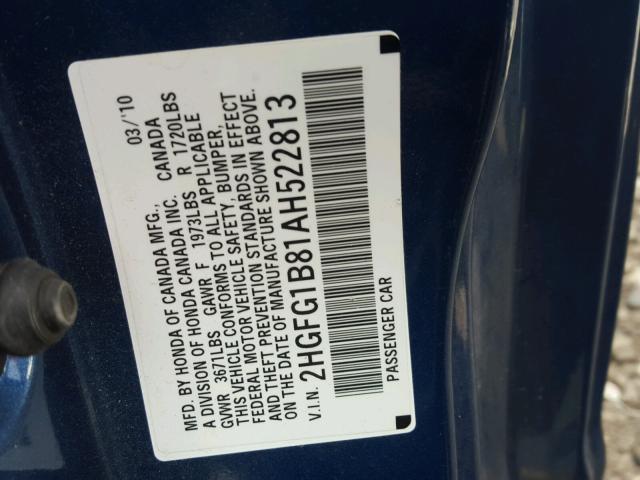 MFD. BY HONDA OF CANADA MFG., 03/'10
A DIVISION OF HONDA CANADA INC. CANADA
GVWR 3671LBS GAWR F 1973LBS R 1720LBS
THIS VEHICLE CONFORMS TO ALL APPLICABLE
FEDERAL MOTOR VEHICLE SAFETY, BUMPER,
AND THEFT PREVENTION STANDARDS IN EFFECT
ON THE DATE OF MANUFACTURE SHOWN ABOVE.
V.I.N. 2HGFG1B81AH522813
PASSENGER CAR